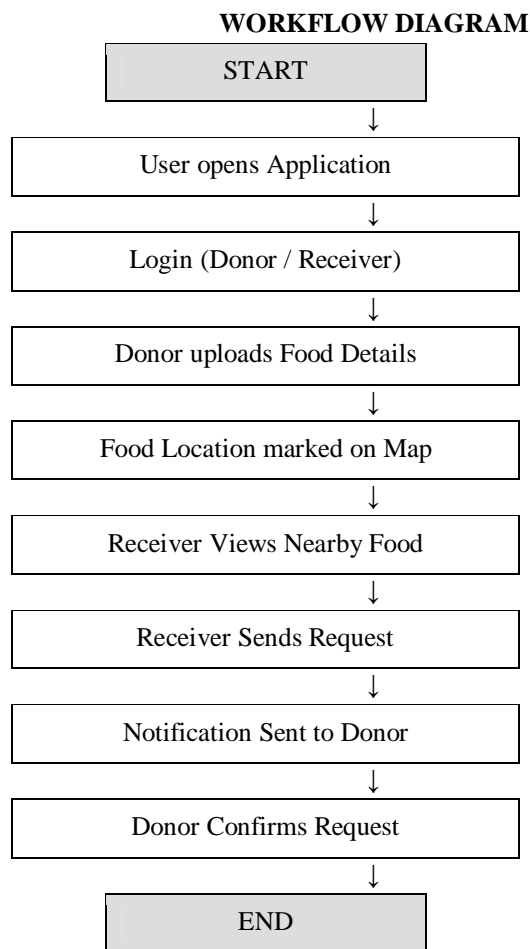 WORKFLOW DIAGRAM
START
↓
User opens Application
↓
Login (Donor / Receiver)
↓
Donor uploads Food Details
↓
Food Location marked on Map
↓
Receiver Views Nearby Food
↓
Receiver Sends Request
↓
Notification Sent to Donor
↓
Donor Confirms Request
↓
END